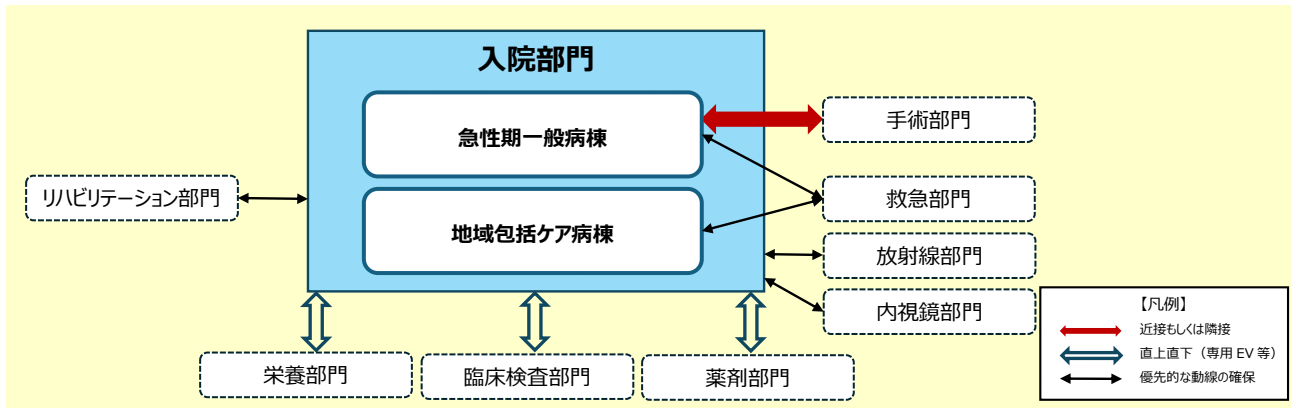 入院部門
急性期一般病棟
手術部門
リハビリテーション部門
救急部門
地域包括ケア病棟
放射線部門
内視鏡部門
栄養部門
臨床検査部門
薬剤部門
【凡例】
近接もしくは隣接
直上直下（専用 EV 等）
優先的な動線の確保